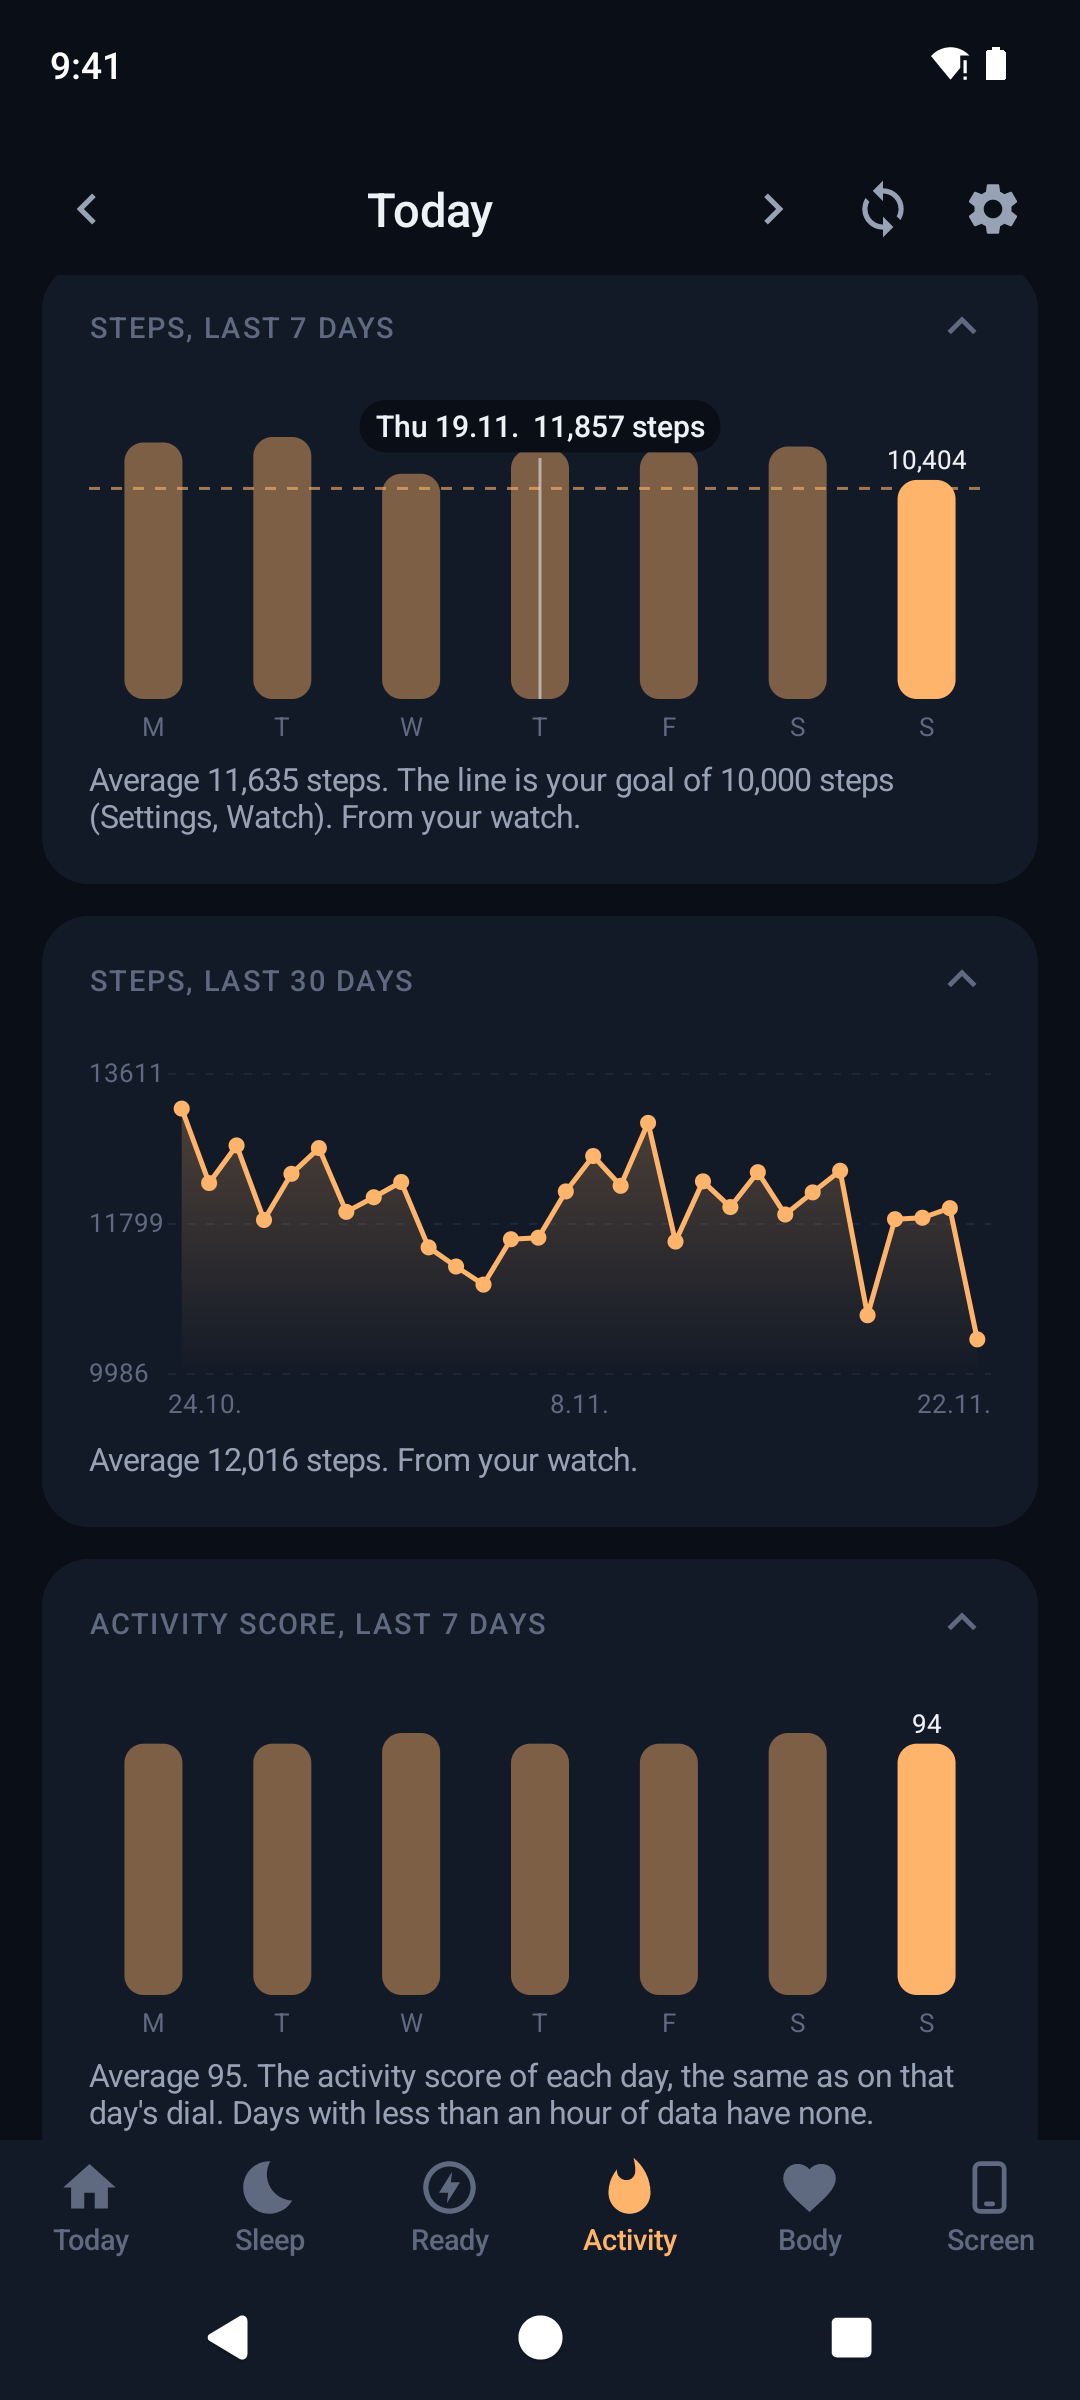 9:41
Today
STEPS, LAST 7 DAYS
Thu 19.11. 11,857 steps
10,404
M T W T F S S
Average 11,635 steps. The line is your goal of 10,000 steps
(Settings, Watch). From your watch.
STEPS, LAST 30 DAYS
13611
11799
9986
24.10. 8.11. 22.11.
Average 12,016 steps. From your watch.
ACTIVITY SCORE, LAST 7 DAYS
94
M T W T F S S
Average 95. The activity score of each day, the same as on that
day's dial. Days with less than an hour of data have none.
Today Sleep Ready Activity Body Screen